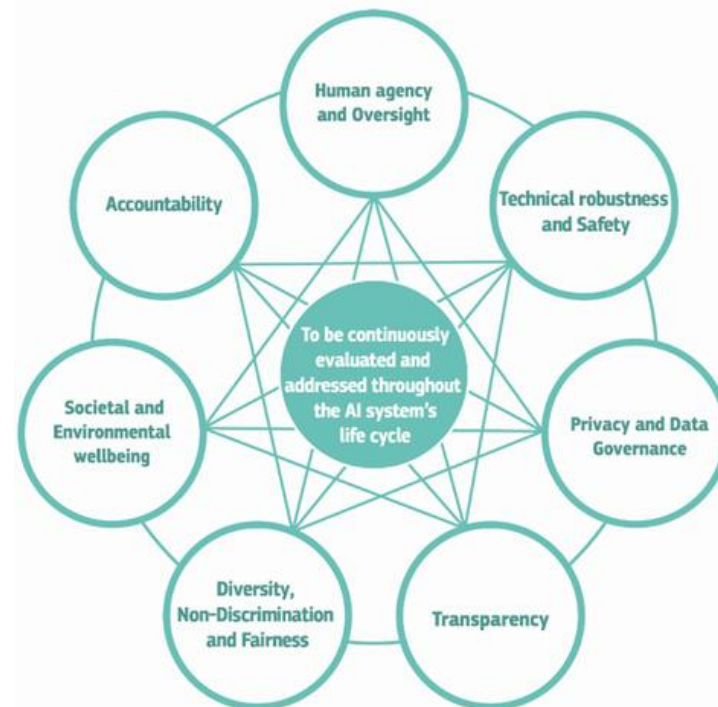 Human agency
and Oversight
Technical robustness
and Safety
Privacy and Data
Governance
Transparency
Diversity,
Non-Discrimination
and Fairness
Societal and
Environmental
wellbeing
Accountability
To be continuously
evaluated and
addressed throughout
the AI system's
life cycle